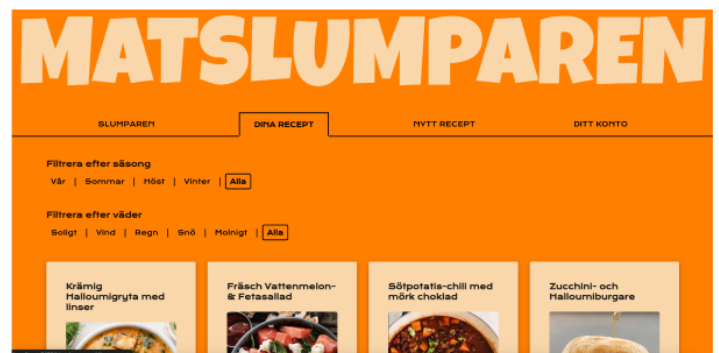 MATSLUMPAREN
SLUMPAREN DINA RECEPT NYTT RECEPT DITT KONTO
Filtrera efter säsong
Vår | Sommar | Höst | Vinter | Alla
Filtrera efter väder
Soligt | Vind | Regn | Snö | Molnigt | Alla
Krämig
Halloumigryta med
linser
Fräsch Vattenmelon-
& Fetasallad
Sötpotatis-chili med
mörk choklad
Zucchini- och
Halloumiburgare